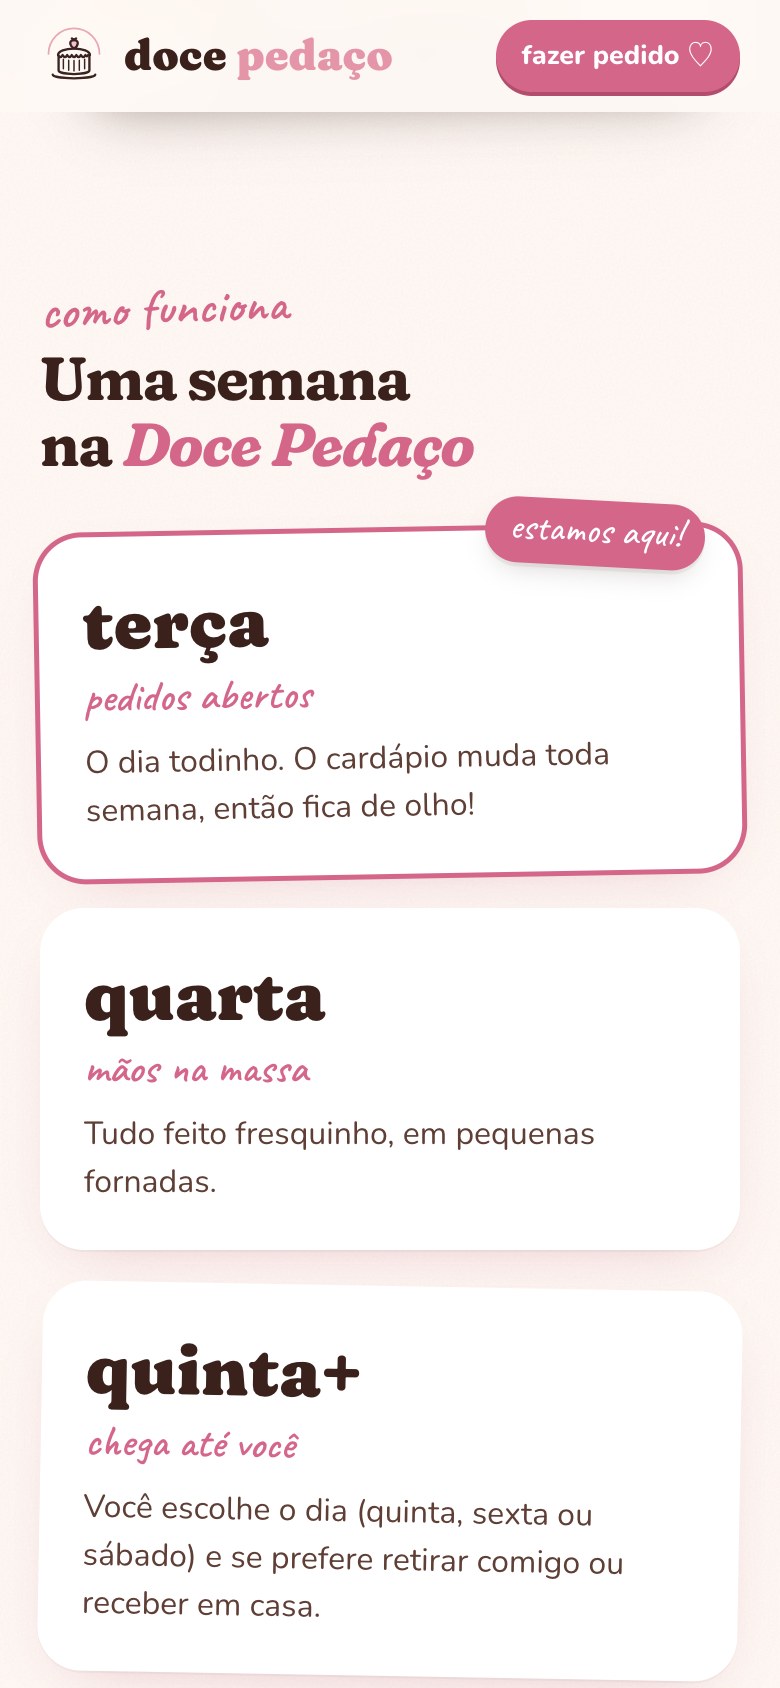 doce pedaço
fazer pedido ♡
como funciona
Uma semana
na Doce Pedaço
estamos aqui!
terça
pedidos abertos
O dia todinho. O cardápio muda toda
semana, então fica de olho!
quarta
mãos na massa
Tudo feito fresquinho, em pequenas
fornadas.
quinta+
chega até você
Você escolhe o dia (quinta, sexta ou
sábado) e se prefere retirar comigo ou
receber em casa.